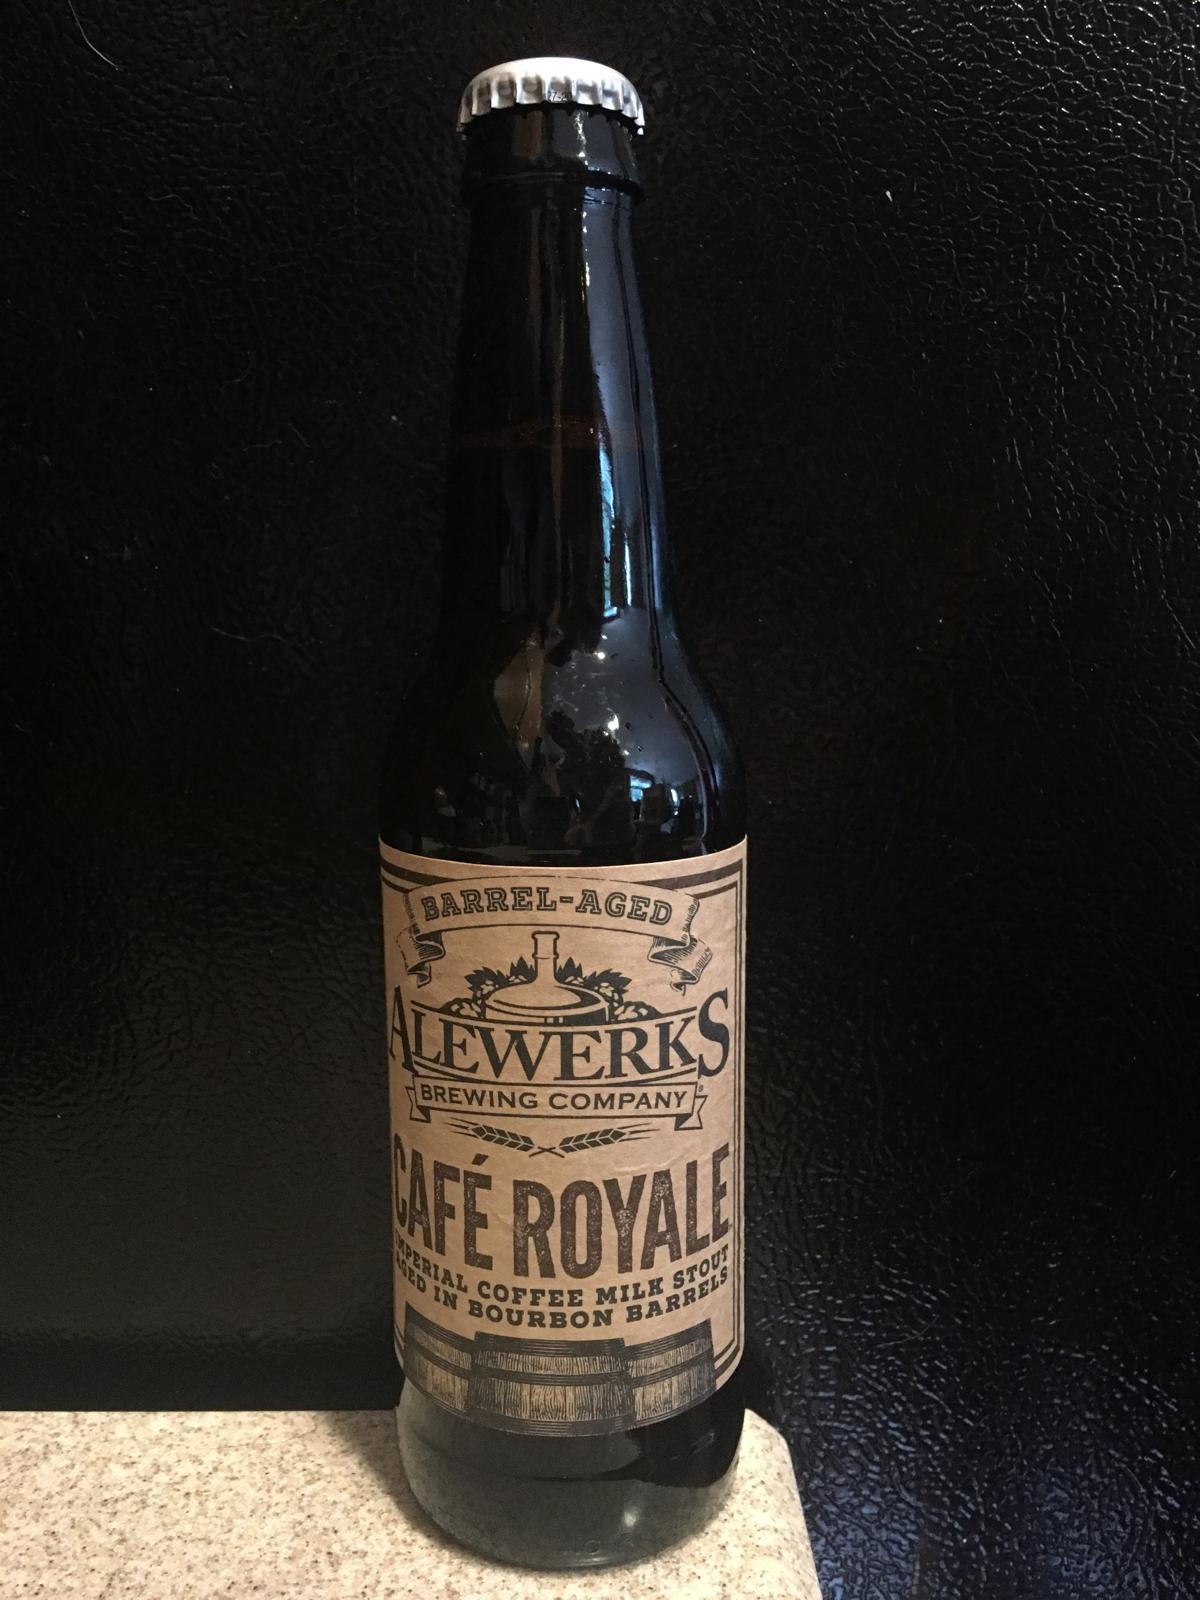 BARREL-AGED
ALEWERKS
BREWING COMPANY
CAFÉ ROYALE
IMPERIAL COFFEE MILK STOUT
AGED IN BOURBON BARRELS